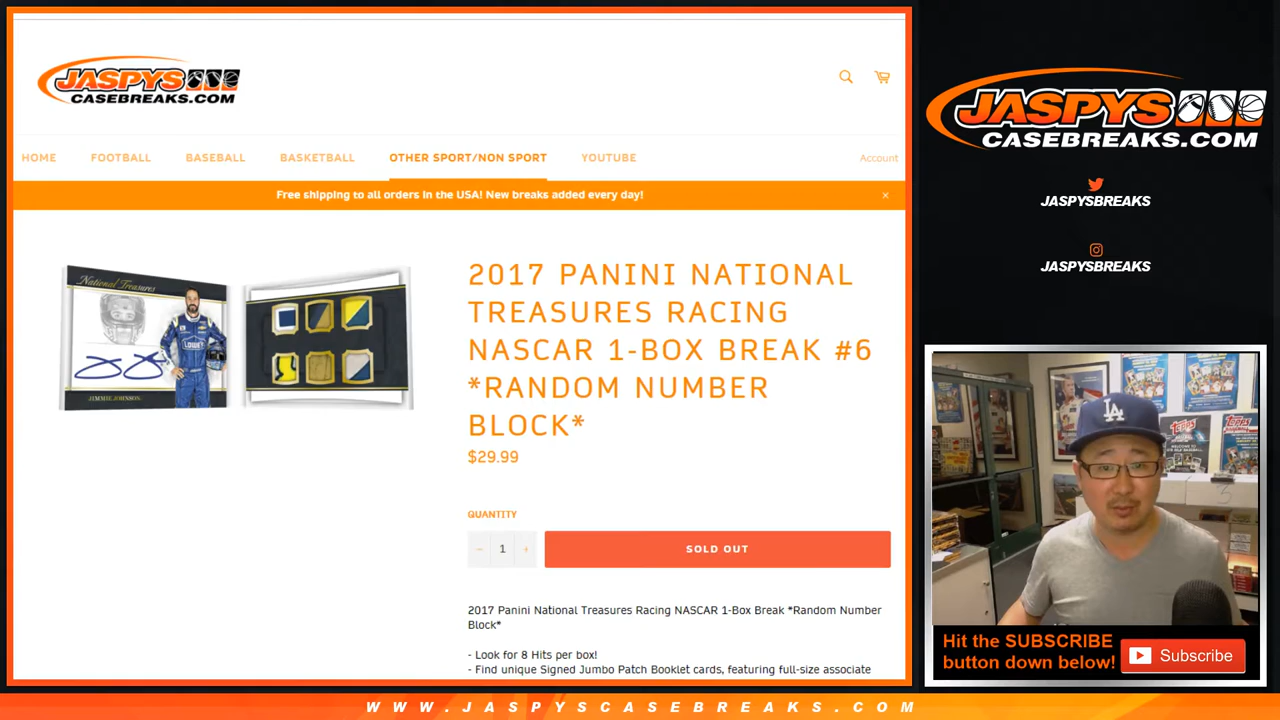 JASPYS
CASEBREAKS.COM
HOME FOOTBALL BASEBALL BASKETBALL OTHER SPORT/NON SPORT YOUTUBE Account
Free shipping to all orders in the USA! New breaks added every day! ×
National Treasures
LOWE'S
JIMMIE JOHNSON
2017 PANINI NATIONAL
TREASURES RACING
NASCAR 1-BOX BREAK #6
*RANDOM NUMBER
BLOCK*
$29.99
QUANTITY
− 1 +
SOLD OUT
2017 Panini National Treasures Racing NASCAR 1-Box Break *Random Number
Block*
- Look for 8 Hits per box!
- Find unique Signed Jumbo Patch Booklet cards, featuring full-size associate
JASPYS
CASEBREAKS.COM
JASPYSBREAKS
JASPYSBREAKS
LA
Topps
Topps
Hit the SUBSCRIBE
button down below!
Subscribe
WWW.JASPYSCASEBREAKS.COM